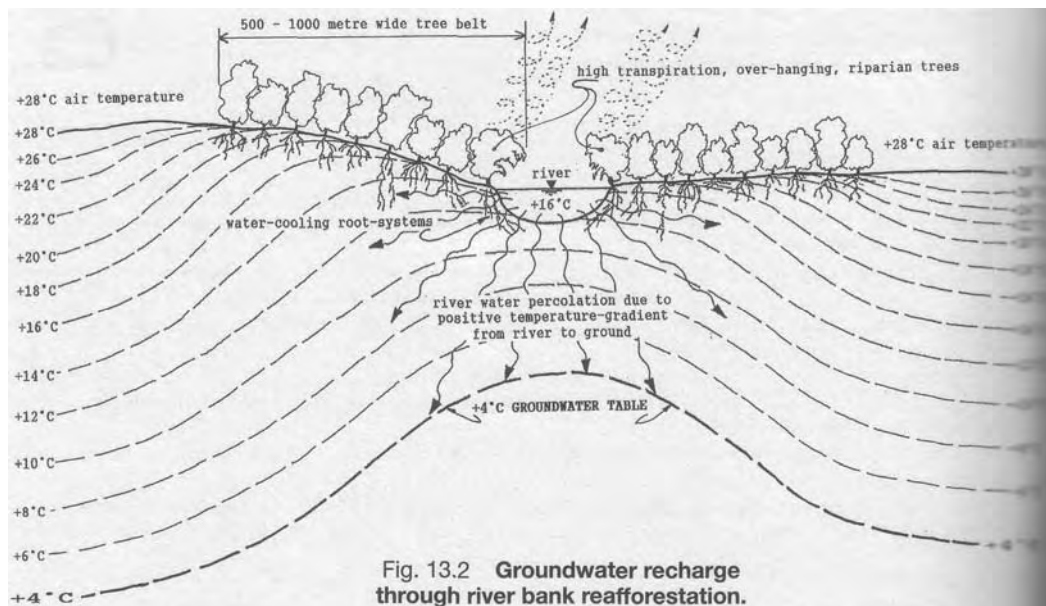 500 - 1000 metre wide tree belt
high transpiration, over-hanging, riparian trees
+28°C air temperature
+28°C air
+28°C
+26°C
+24°C
river
+16°C
+22°C
water-cooling root-systems
+20°C
+18°C
river water percolation due to
positive temperature-gradient
from river to ground
+16°C
+14°C
+4°C GROUNDWATER TABLE
+12°C
+10°C
+8°C
+6°C
+4°C
Fig. 13.2 Groundwater recharge
through river bank reafforestation.